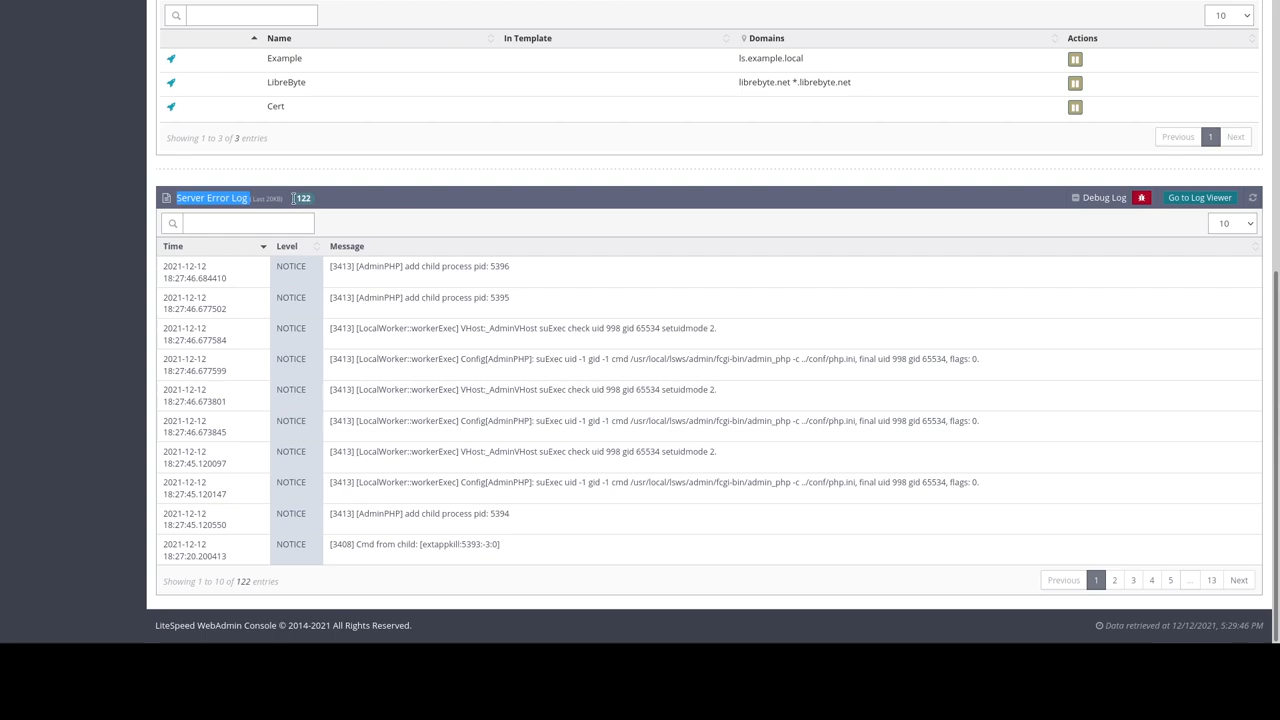 10
Name In Template Domains Actions
Example ls.example.local
LibreByte librebyte.net *.librebyte.net
Cert
Showing 1 to 3 of 3 entries Previous 1 Next
Server Error Log (Last 20KB) 122 Debug Log Go to Log Viewer
10
Time Level Message
2021-12-12 18:27:46.684410 NOTICE [3413] [AdminPHP] add child process pid: 5396
2021-12-12 18:27:46.677502 NOTICE [3413] [AdminPHP] add child process pid: 5395
2021-12-12 18:27:46.677584 NOTICE [3413] [LocalWorker::workerExec] VHost:_AdminVHost suExec check uid 998 gid 65534 setuidmode 2.
2021-12-12 18:27:46.677599 NOTICE [3413] [LocalWorker::workerExec] Config[AdminPHP]: suExec uid -1 gid -1 cmd /usr/local/lsws/admin/fcgi-bin/admin_php -c ../conf/php.ini, final uid 998 gid 65534, flags: 0.
2021-12-12 18:27:46.673801 NOTICE [3413] [LocalWorker::workerExec] VHost:_AdminVHost suExec check uid 998 gid 65534 setuidmode 2.
2021-12-12 18:27:46.673845 NOTICE [3413] [LocalWorker::workerExec] Config[AdminPHP]: suExec uid -1 gid -1 cmd /usr/local/lsws/admin/fcgi-bin/admin_php -c ../conf/php.ini, final uid 998 gid 65534, flags: 0.
2021-12-12 18:27:45.120097 NOTICE [3413] [LocalWorker::workerExec] VHost:_AdminVHost suExec check uid 998 gid 65534 setuidmode 2.
2021-12-12 18:27:45.120147 NOTICE [3413] [LocalWorker::workerExec] Config[AdminPHP]: suExec uid -1 gid -1 cmd /usr/local/lsws/admin/fcgi-bin/admin_php -c ../conf/php.ini, final uid 998 gid 65534, flags: 0.
2021-12-12 18:27:45.120550 NOTICE [3413] [AdminPHP] add child process pid: 5394
2021-12-12 18:27:20.200413 NOTICE [3408] Cmd from child: [extappkill:5393:-3:0]
Showing 1 to 10 of 122 entries Previous 1 2 3 4 5 ... 13 Next
LiteSpeed WebAdmin Console © 2014-2021 All Rights Reserved. Data retrieved at 12/12/2021, 5:29:46 PM